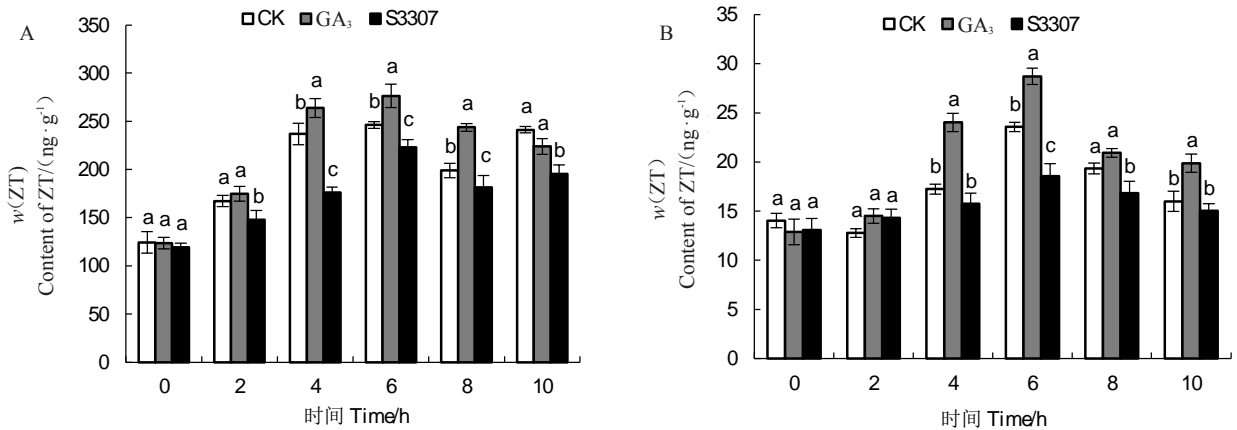 A
CK GA₃ S3307
w(ZT)
Content of ZT/(ng·g⁻¹)
350
300
250
200
150
100
50
0
a a a
a a b
b a c
b a c
b a c
a a b
0 2 4 6 8 10
时间 Time/h
B
CK GA₃ S3307
w(ZT)
Content of ZT/(ng·g⁻¹)
35
30
25
20
15
10
5
0
a a a
b a a
b a b
b a c
a a b
b a b
0 2 4 6 8 10
时间 Time/h